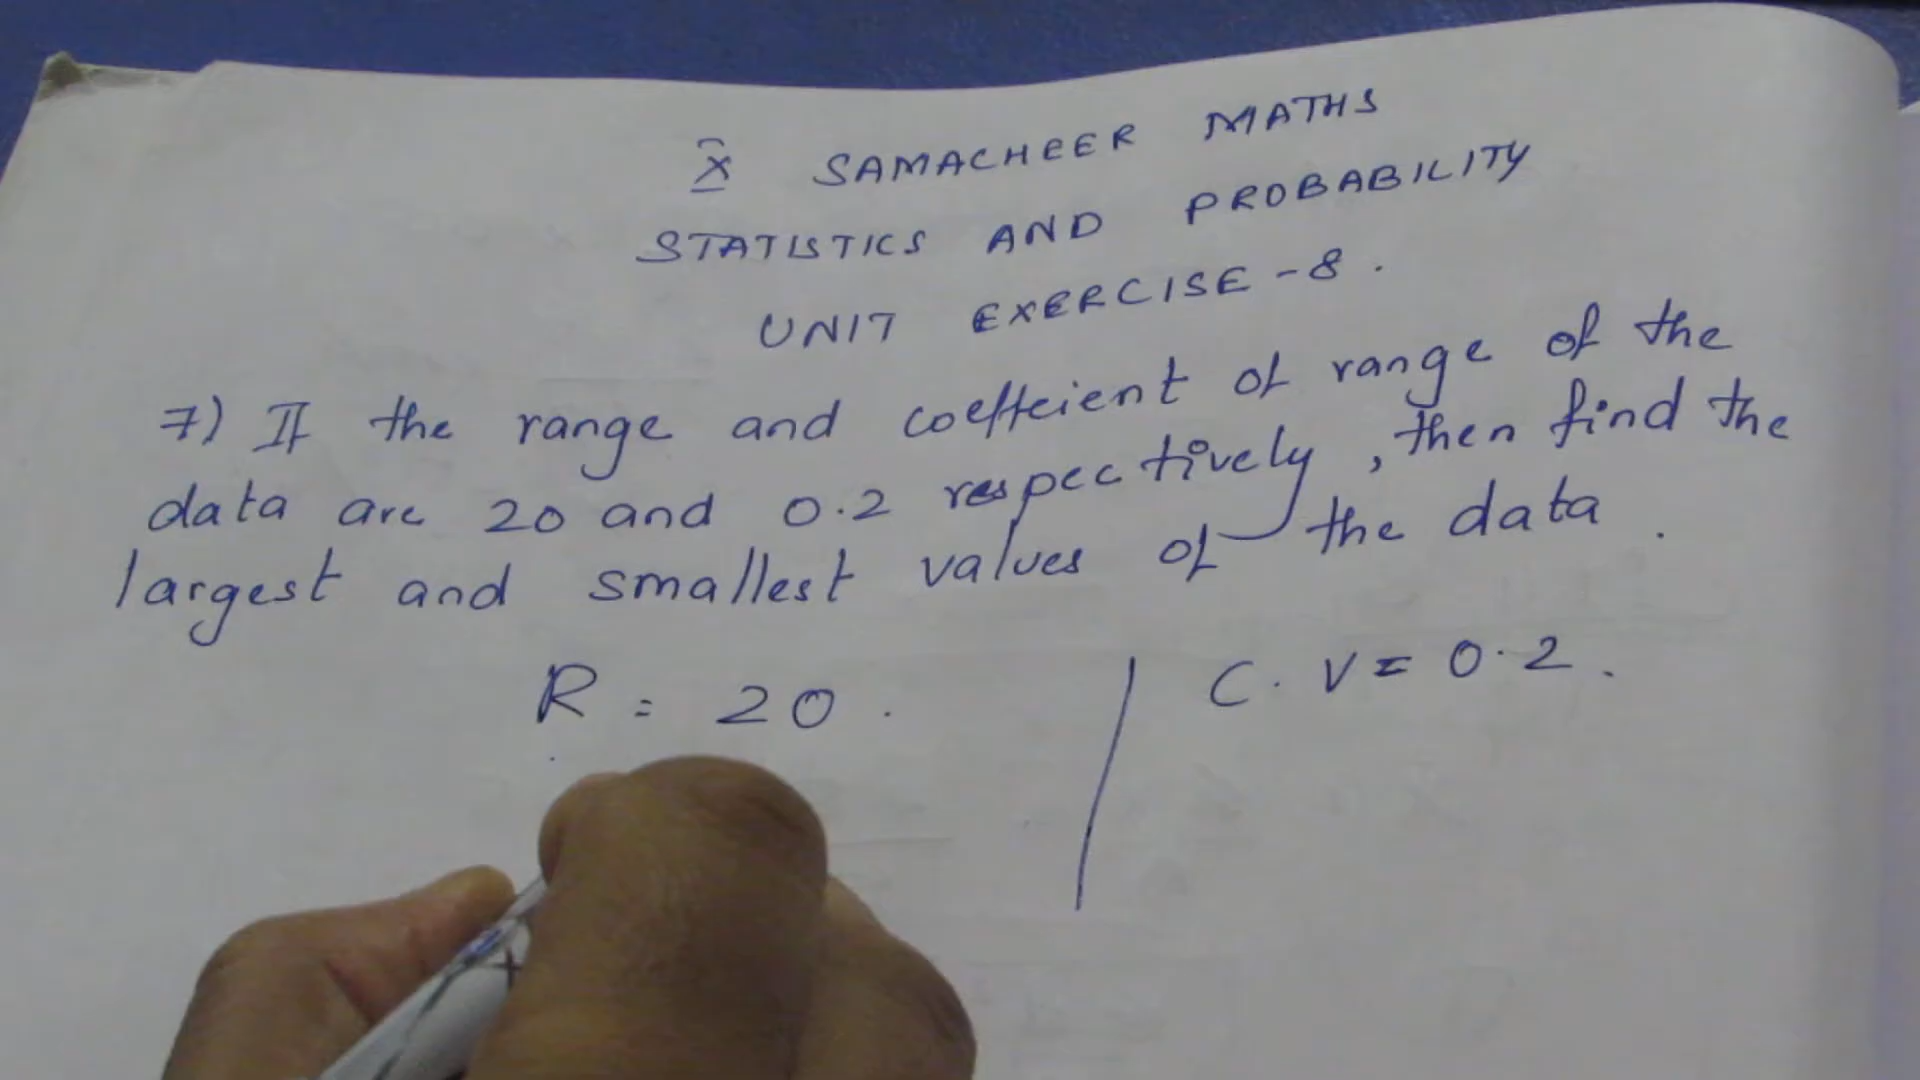 X SAMACHEER MATHS
STATISTICS AND PROBABILITY
UNIT EXERCISE - 8.
7) If the range and coefficient of range of the
data are 20 and 0.2 respectively, then find the
largest and smallest values of the data.
R = 20. C.V = 0.2.